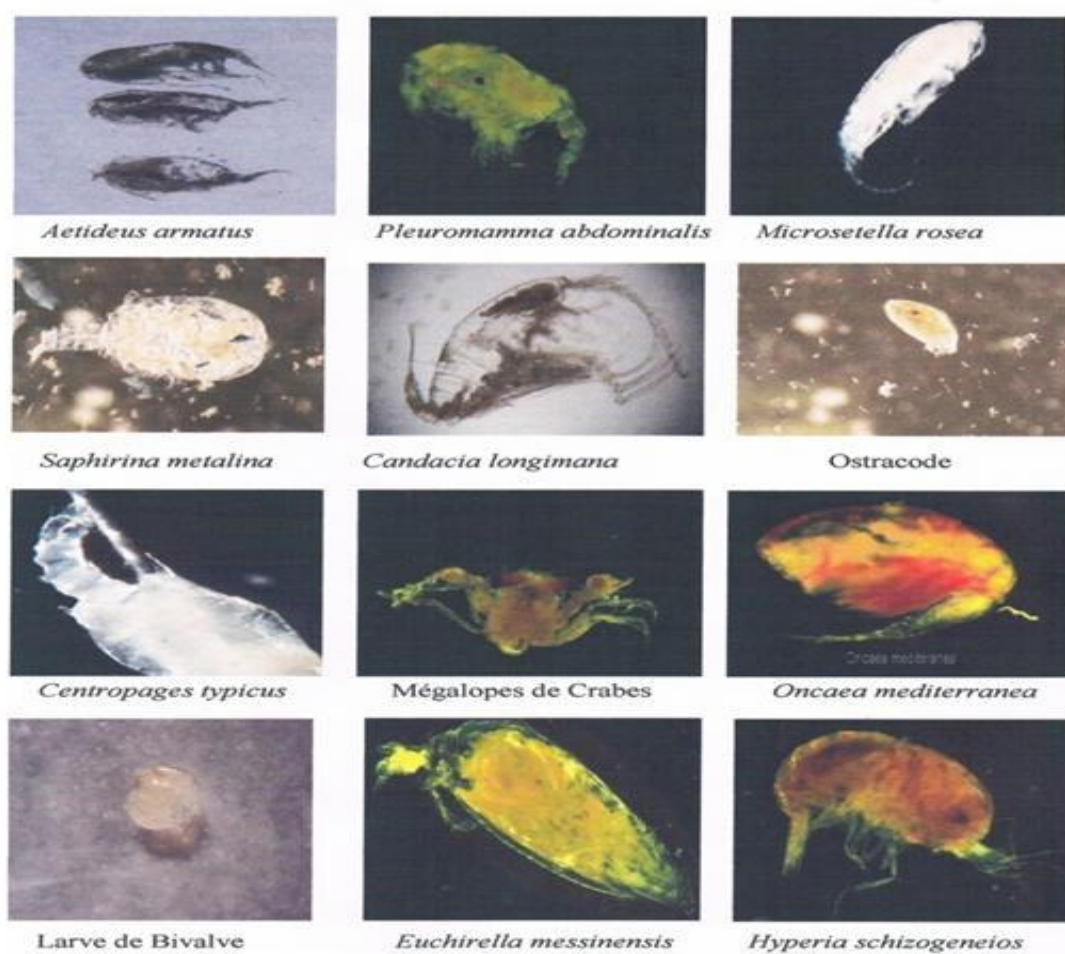 Aetideus armatus
Pleuromamma abdominalis
Microsetella rosea
Saphirina metalina
Candacia longimana
Ostracode
Oncaea mediterranea
Centropages typicus
Mégalopes de Crabes
Oncaea mediterranea
Larve de Bivalve
Euchirella messinensis
Hyperia schizogeneios